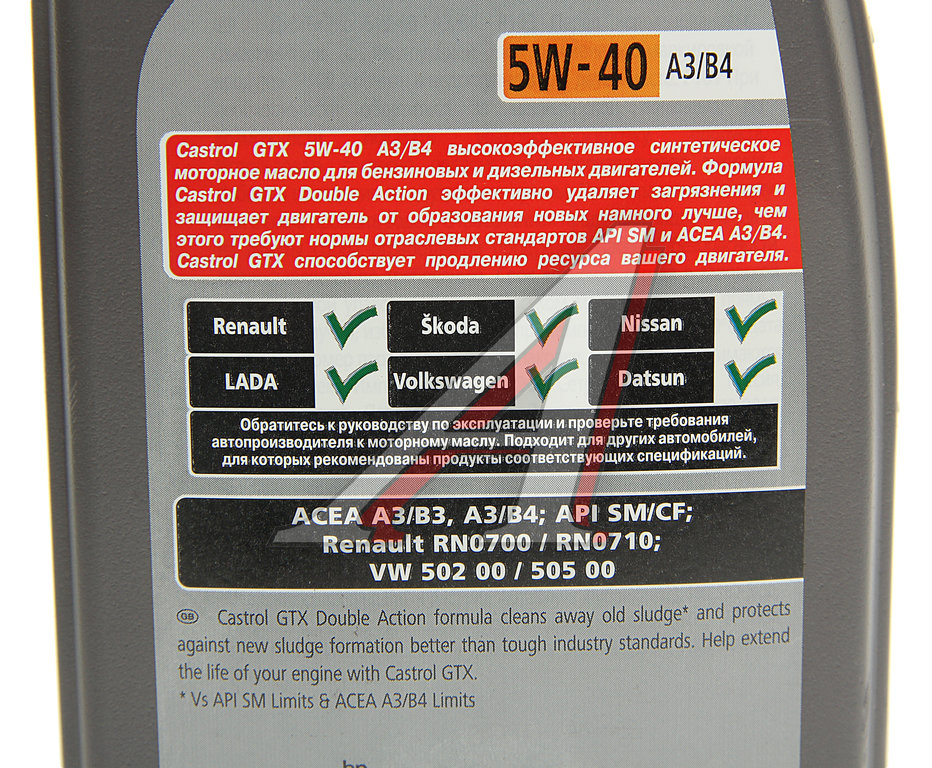 5W-40 A3/B4
Castrol GTX 5W-40 A3/B4 высокоэффективное синтетическое
моторное масло для бензиновых и дизельных двигателей. Формула
Castrol GTX Double Action эффективно удаляет загрязнения и
защищает двигатель от образования новых намного лучше, чем
этого требуют нормы отраслевых стандартов API SM и ACEA A3/B4.
Castrol GTX способствует продлению ресурса вашего двигателя.
Renault Škoda Nissan
LADA Volkswagen Datsun
Обратитесь к руководству по эксплуатации и проверьте требования
автопроизводителя к моторному маслу. Подходит для других автомобилей,
для которых рекомендованы продукты соответствующих спецификаций.
ACEA A3/B3, A3/B4; API SM/CF;
Renault RN0700 / RN0710;
VW 502 00 / 505 00
GB Castrol GTX Double Action formula cleans away old sludge* and protects
against new sludge formation better than tough industry standards. Help extend
the life of your engine with Castrol GTX.
* Vs API SM Limits & ACEA A3/B4 Limits